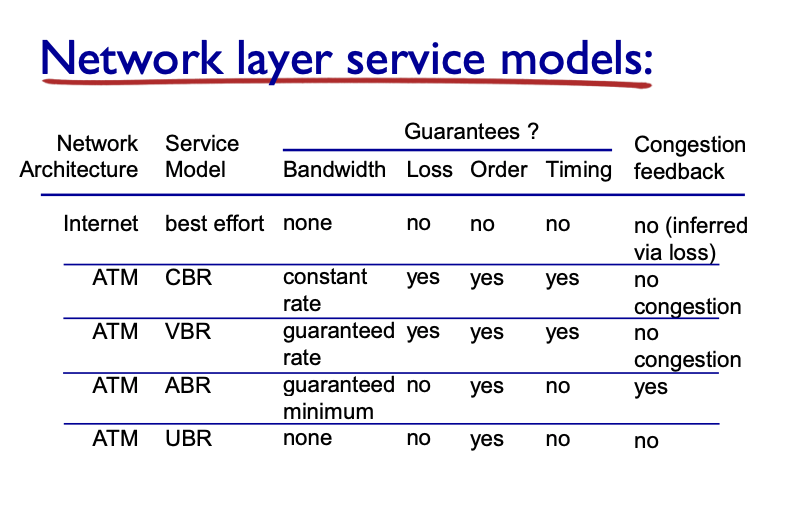 Network layer service models:
Guarantees ?
Network Service Congestion
Architecture Model Bandwidth Loss Order Timing feedback
Internet best effort none no no no no (inferred
via loss)
ATM CBR constant yes yes yes no
rate congestion
ATM VBR guaranteed yes yes yes no
rate congestion
ATM ABR guaranteed no yes no yes
minimum
ATM UBR none no yes no no